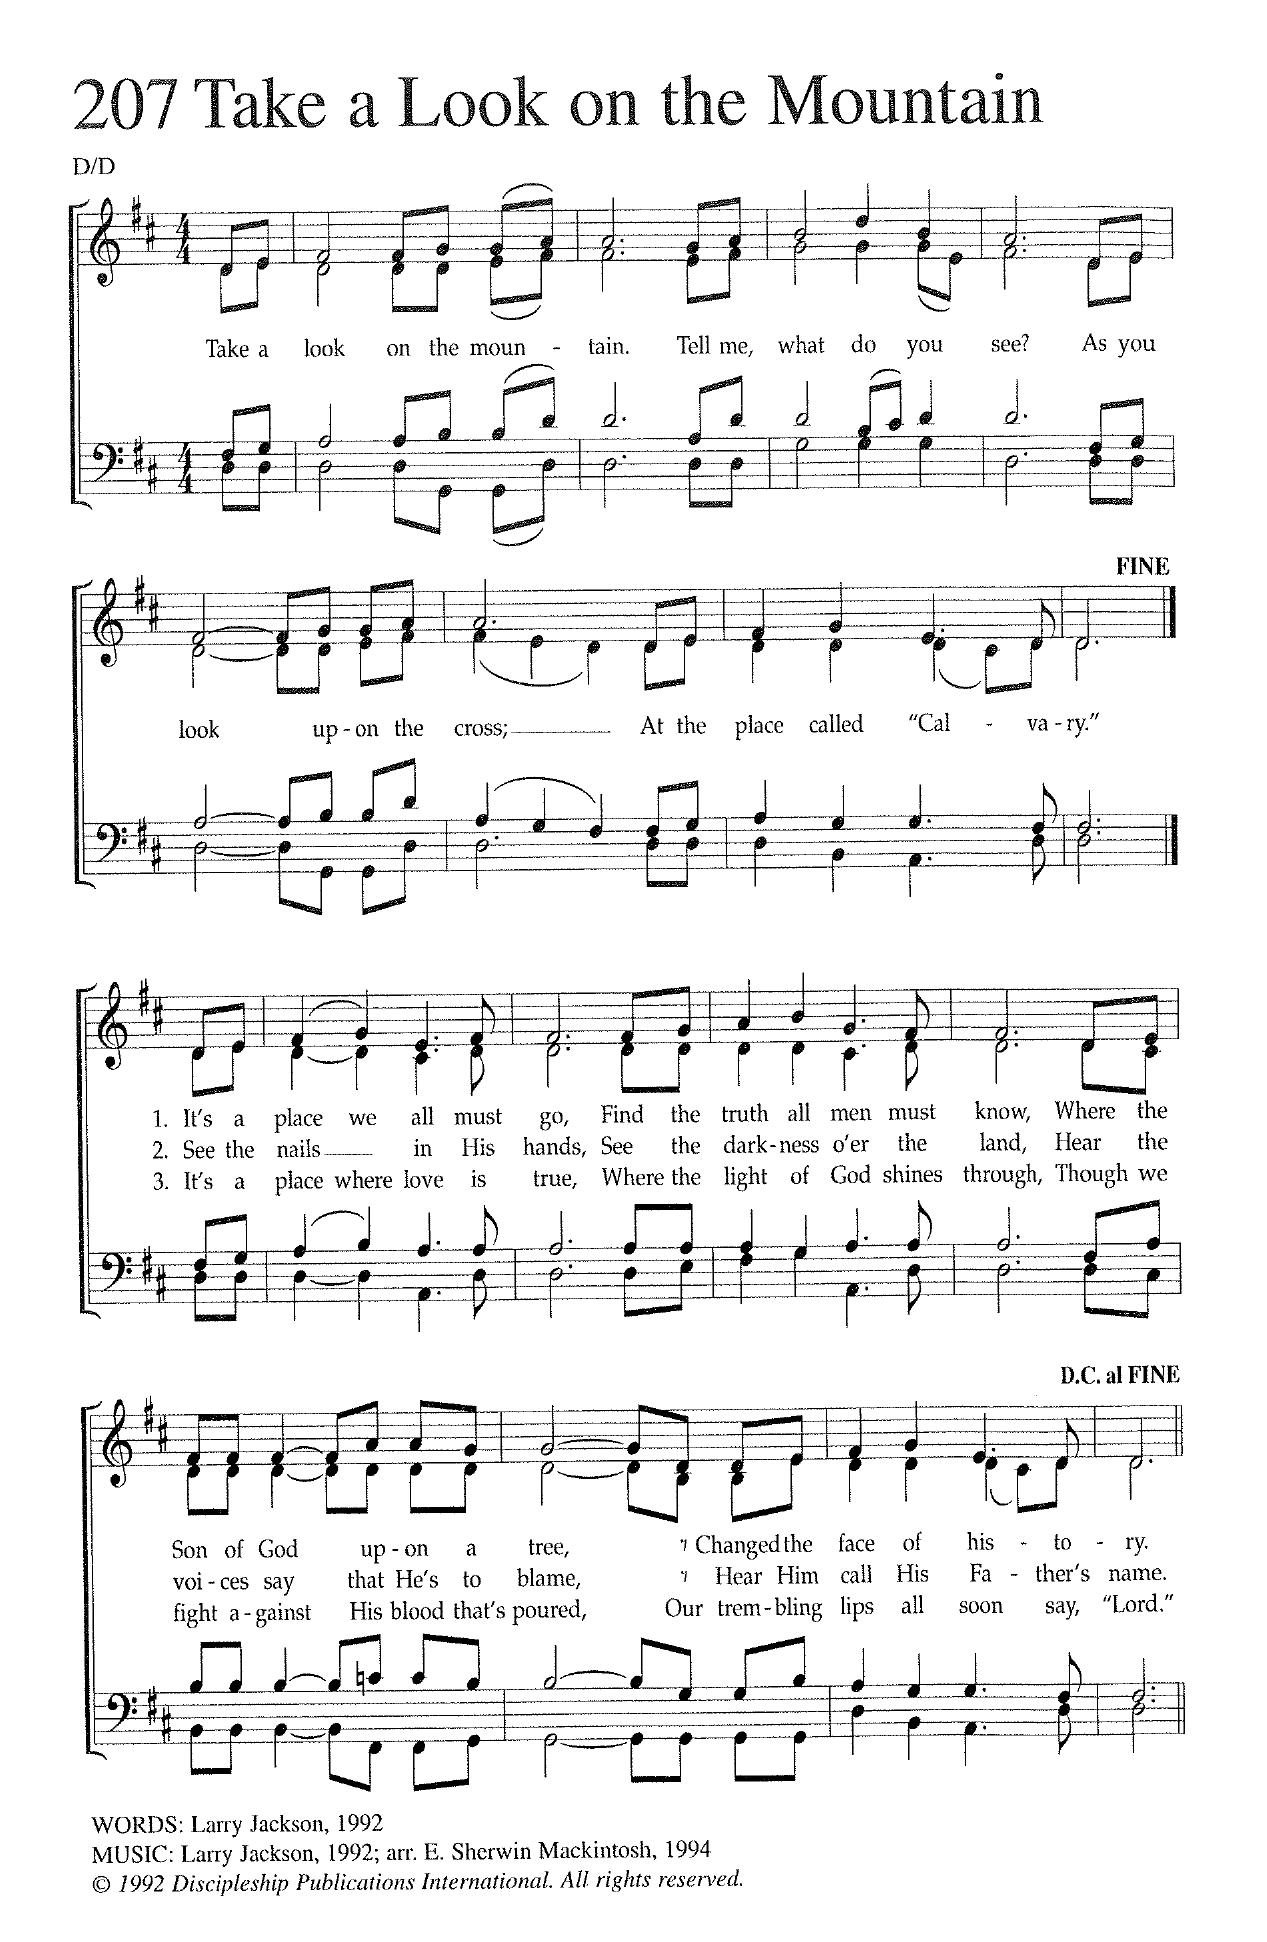 207 Take a Look on the Mountain
D/D
Take a look on the moun - tain. Tell me, what do you see? As you
FINE
look up - on the cross; At the place called “Cal - va - ry.”
1. It’s a place we all must go, Find the truth all men must know, Where the
2. See the nails in His hands, See the dark - ness o’er the land, Hear the
3. It’s a place where love is true, Where the light of God shines through, Though we
D.C. al FINE
Son of God up - on a tree, Changed the face of his - to - ry.
voi - ces say that He’s to blame, Hear Him call His Fa - ther’s name.
fight a - gainst His blood that’s poured, Our trem - bling lips all soon say, “Lord.”
WORDS: Larry Jackson, 1992
MUSIC: Larry Jackson, 1992; arr. E. Sherwin Mackintosh, 1994
© 1992 Discipleship Publications International. All rights reserved.